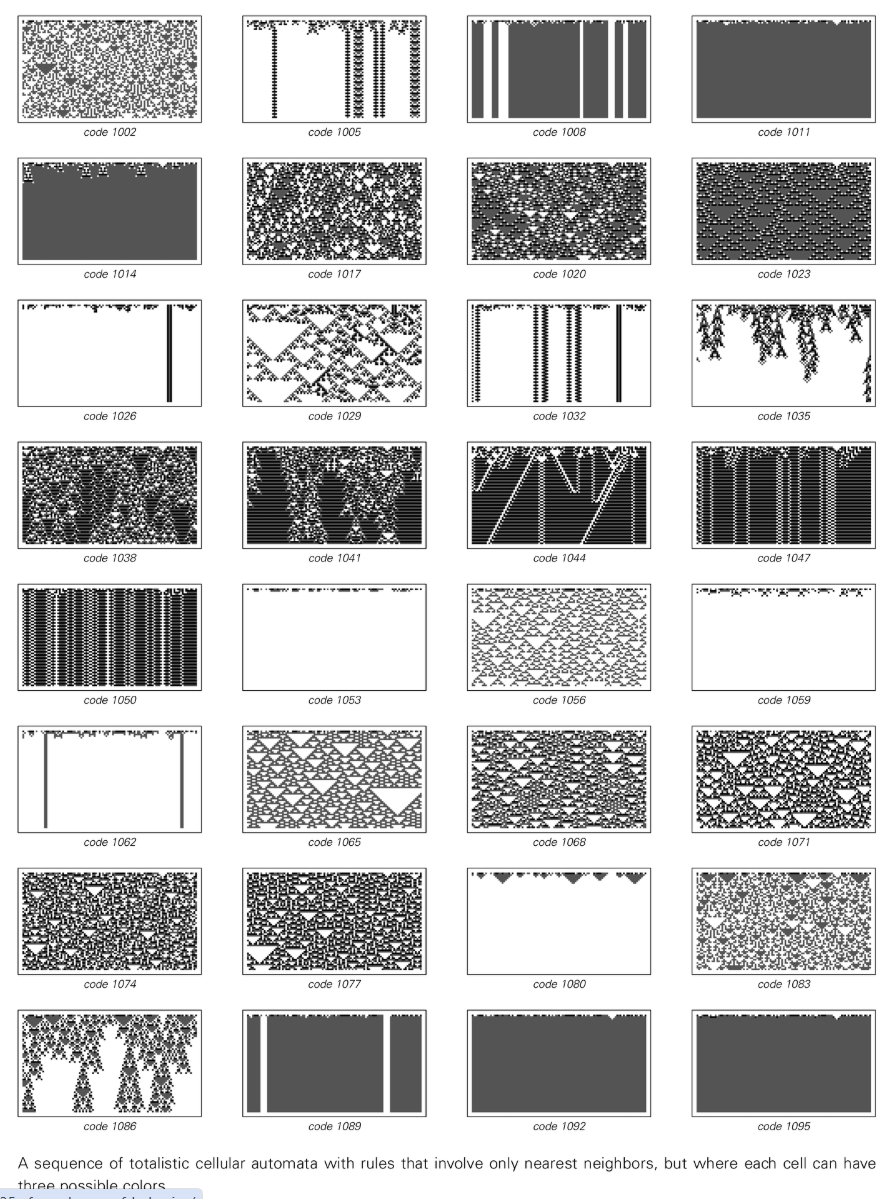 code 1002 code 1005 code 1008 code 1011
code 1014 code 1017 code 1020 code 1023
code 1026 code 1029 code 1032 code 1035
code 1038 code 1041 code 1044 code 1047
code 1050 code 1053 code 1056 code 1059
code 1062 code 1065 code 1068 code 1071
code 1074 code 1077 code 1080 code 1083
code 1086 code 1089 code 1092 code 1095
A sequence of totalistic cellular automata with rules that involve only nearest neighbors, but where each cell can have
three possible colors